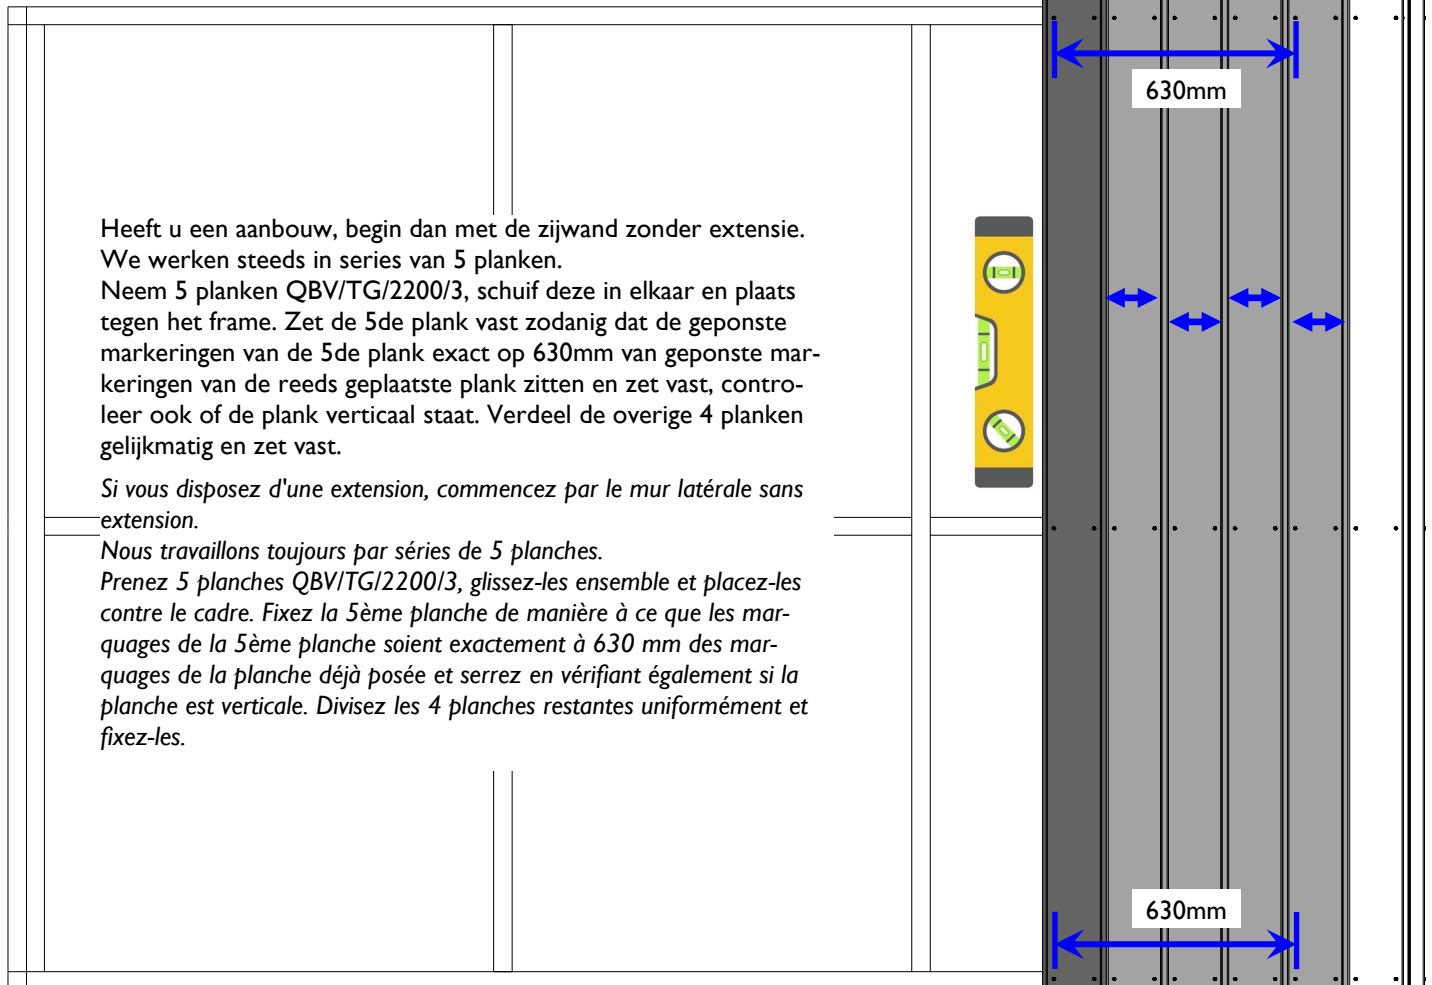 630mm
Heeft u een aanbouw, begin dan met de zijwand zonder extensie.
We werken steeds in series van 5 planken.
Neem 5 planken QBV/TG/2200/3, schuif deze in elkaar en plaats
tegen het frame. Zet de 5de plank vast zodanig dat de geponste
markeringen van de 5de plank exact op 630mm van geponste mar-
keringen van de reeds geplaatste plank zitten en zet vast, contro-
leer ook of de plank verticaal staat. Verdeel de overige 4 planken
gelijkmatig en zet vast.
Si vous disposez d'une extension, commencez par le mur latérale sans
extension.
Nous travaillons toujours par séries de 5 planches.
Prenez 5 planches QBV/TG/2200/3, glissez-les ensemble et placez-les
contre le cadre. Fixez la 5ème planche de manière à ce que les mar-
quages de la 5ème planche soient exactement à 630 mm des mar-
quages de la planche déjà posée et serrez en vérifiant également si la
planche est verticale. Divisez les 4 planches restantes uniformément et
fixez-les.
630mm